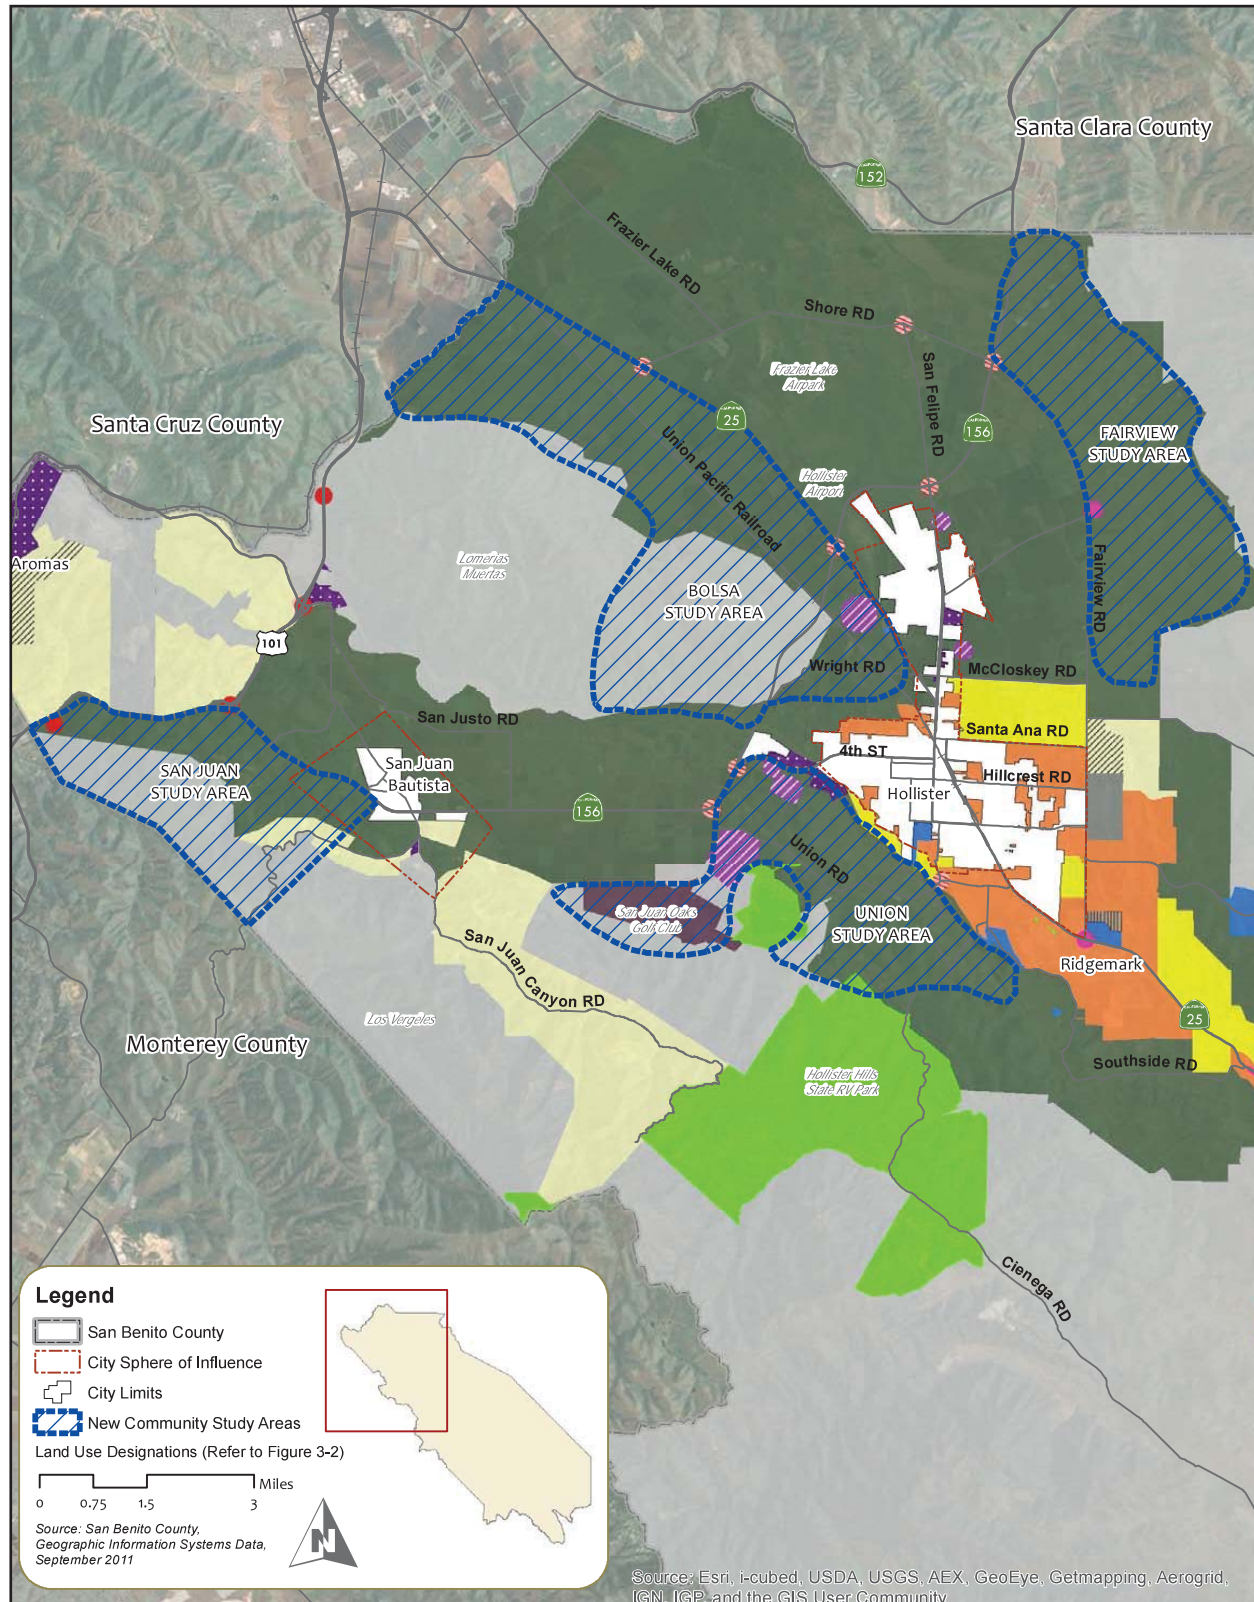 Santa Clara County
CALIFORNIA
152
Frazier Lake RD
Shore RD
Frazier Lake
Airpark
San Felipe RD
CALIFORNIA
25
CALIFORNIA
156
Santa Cruz County
FAIRVIEW
STUDY AREA
Union Pacific Railroad
Hollister
Airport
Aromas
Lomerias
Muertas
BOLSA
STUDY AREA
Fairview RD
101
Wright RD
McCloskey RD
San Justo RD
Santa Ana RD
4th ST
SAN JUAN
STUDY AREA
San Juan
Bautista
Hillcrest RD
Hollister
CALIFORNIA
156
Union RD
San Juan Oaks
Golf Club
UNION
STUDY AREA
San Juan Canyon RD
Ridgemark
Los Vergeles
CALIFORNIA
25
Monterey County
Southside RD
Hollister Hills
State RV Park
Cienega RD
Legend
San Benito County
City Sphere of Influence
City Limits
New Community Study Areas
Land Use Designations (Refer to Figure 3-2)
Miles
0 0.75 1.5 3
Source: San Benito County,
Geographic Information Systems Data,
September 2011
N
Source: Esri, i-cubed, USDA, USGS, AEX, GeoEye, Getmapping, Aerogrid,
IGN, IGP, and the GIS User Community